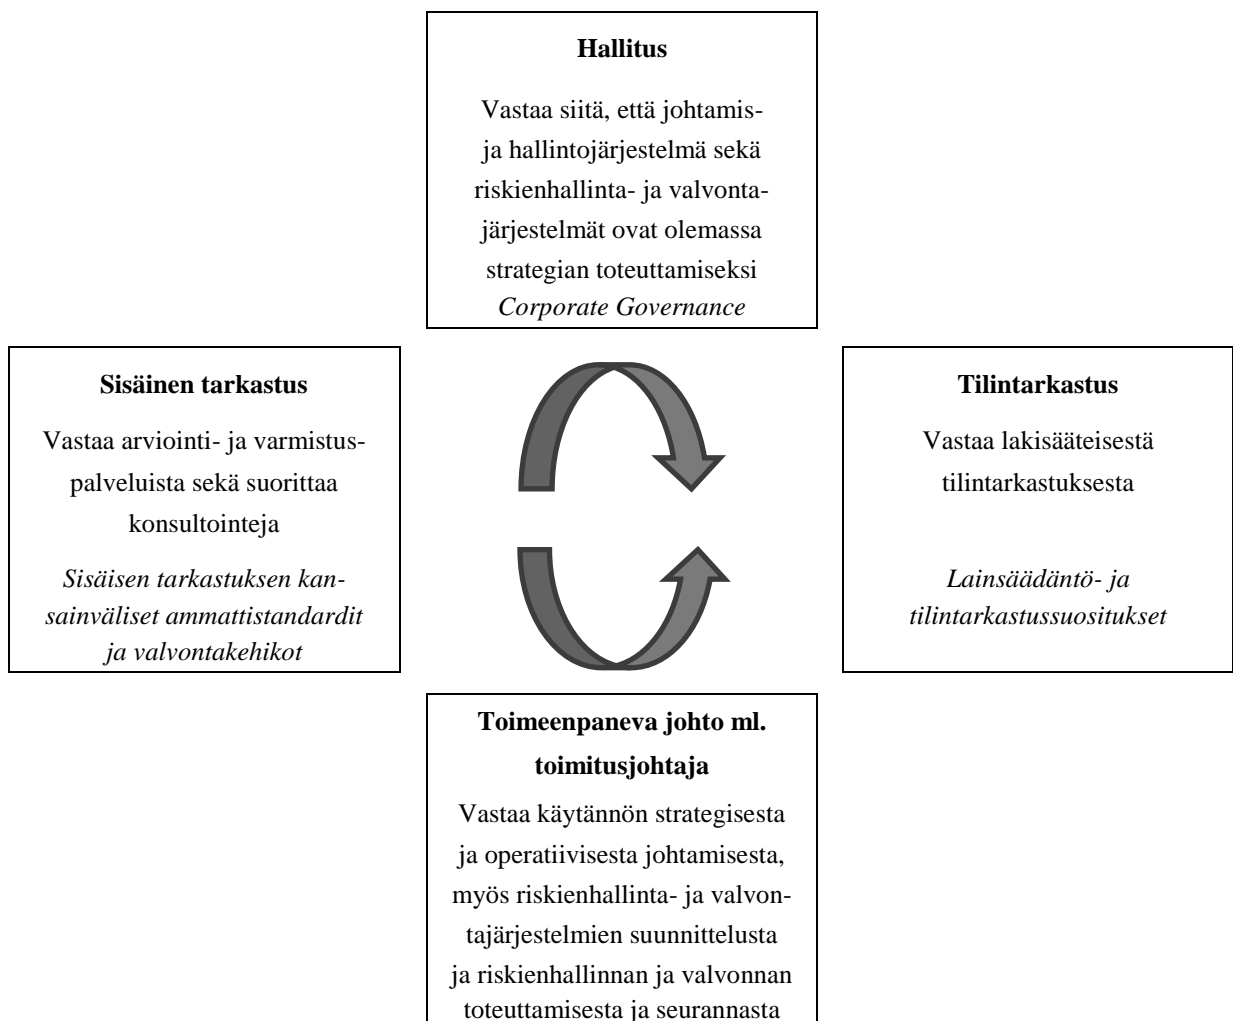 Hallitus
Vastaa siitä, että johtamis-
ja hallintojärjestelmä sekä
riskienhallinta- ja valvonta-
järjestelmät ovat olemassa
strategian toteuttamiseksi
Corporate Governance
Sisäinen tarkastus
Vastaa arviointi- ja varmistus-
palveluista sekä suorittaa
konsultointeja
Sisäisen tarkastuksen kan-
sainväliset ammattistandardit
ja valvontakehikot
Tilintarkastus
Vastaa lakisääteisestä
tilintarkastuksesta
Lainsäädäntö- ja
tilintarkastussuositukset
Toimeenpaneva johto ml.
toimitusjohtaja
Vastaa käytännön strategisesta
ja operatiivisesta johtamisesta,
myös riskienhallinta- ja valvon-
tajärjestelmien suunnittelusta
ja riskienhallinnan ja valvonnan
toteuttamisesta ja seurannasta